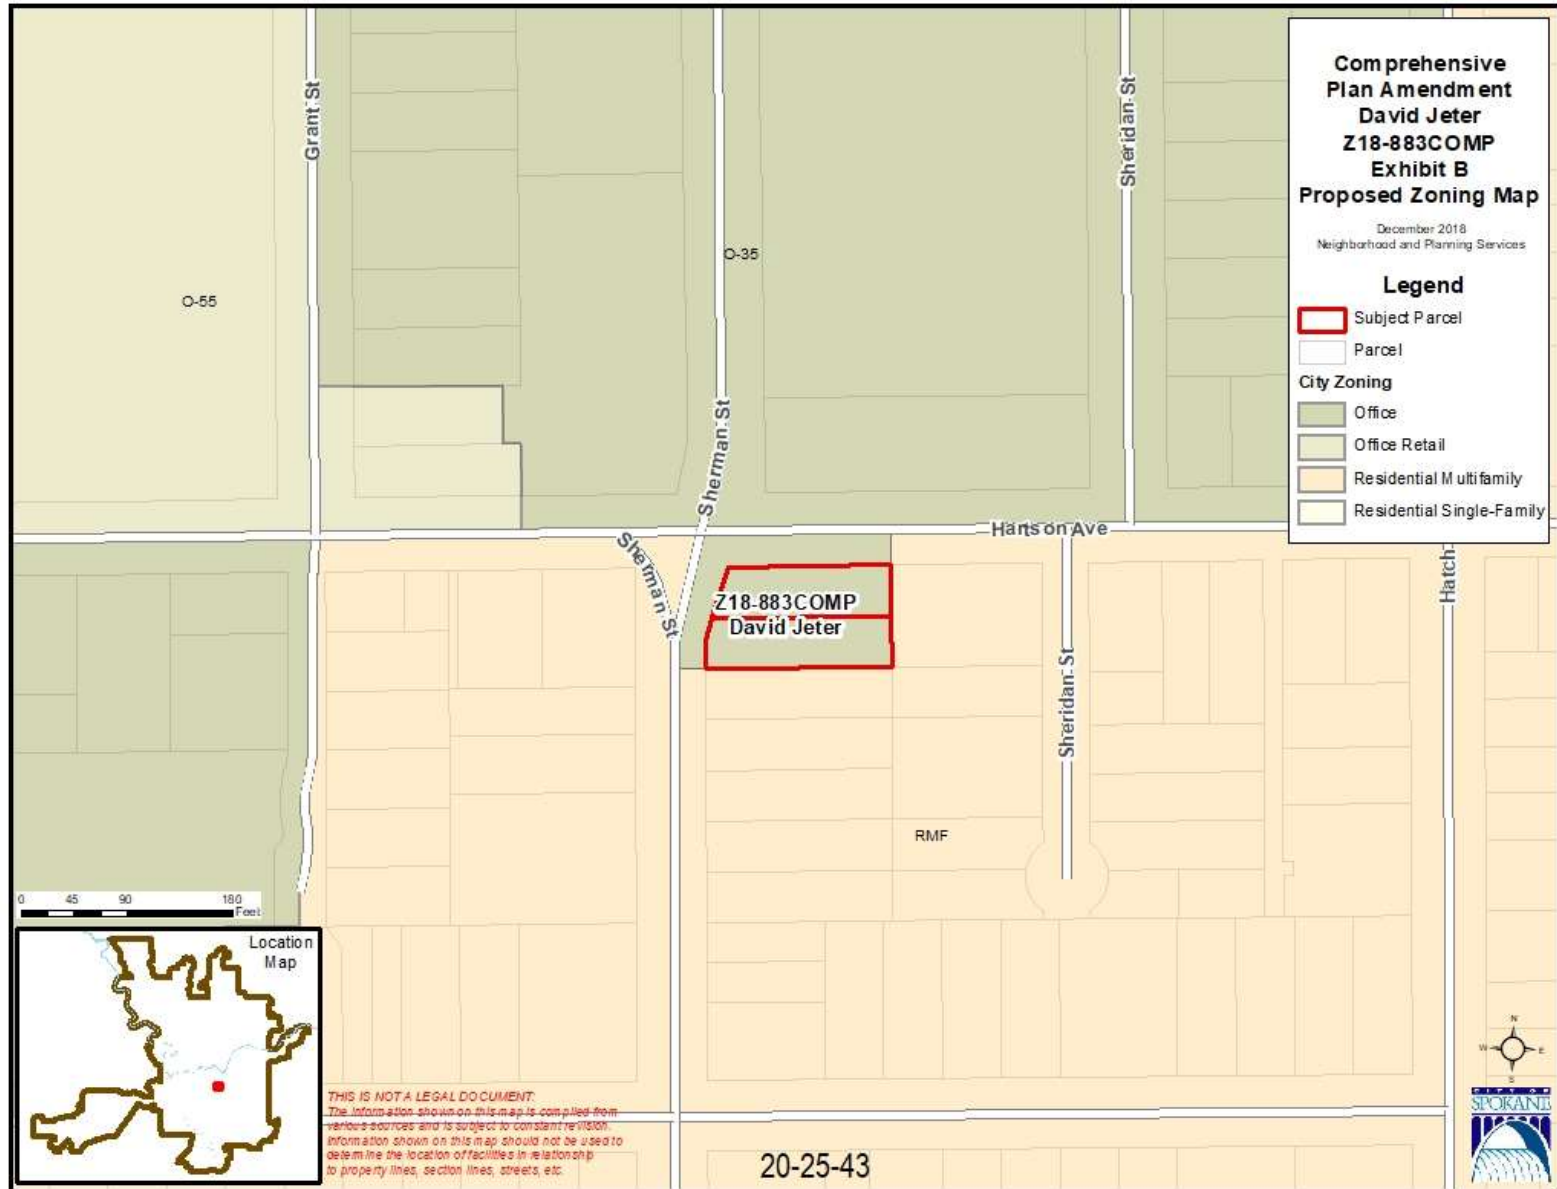 Comprehensive
Plan Amendment
David Jeter
Z18-883COMP
Exhibit B
Proposed Zoning Map
December 2018
Neighborhood and Planning Services
Legend
Subject Parcel
Parcel
City Zoning
Office
Office Retail
Residential Multifamily
Residential Single-Family
Grant St
Sherman St
Sheridan St
O-35
O-55
Sherman St
Hanson Ave
Hatch
Z18-883COMP
David Jeter
Sheridan St
RMF
0 45 90 180
Feet
Location
Map
THIS IS NOT A LEGAL DOCUMENT:
The information shown on this map is compiled from
various sources and is subject to constant revision.
Information shown on this map should not be used to
determine the location of facilities in relationship
to property lines, section lines, streets, etc.
20-25-43
N
W E
S
CITY OF
SPOKANE